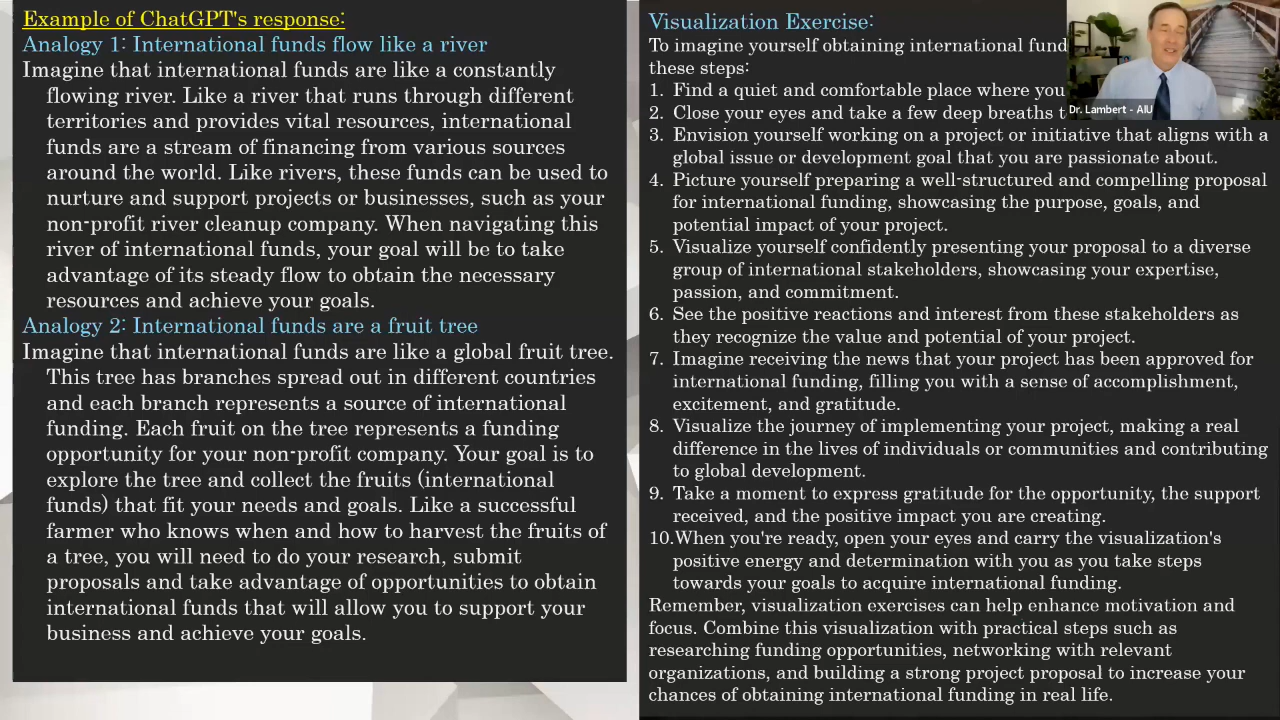 Example of ChatGPT's response:
Analogy 1: International funds flow like a river
Imagine that international funds are like a constantly
flowing river. Like a river that runs through different
territories and provides vital resources, international
funds are a stream of financing from various sources
around the world. Like rivers, these funds can be used to
nurture and support projects or businesses, such as your
non-profit river cleanup company. When navigating this
river of international funds, your goal will be to take
advantage of its steady flow to obtain the necessary
resources and achieve your goals.
Analogy 2: International funds are a fruit tree
Imagine that international funds are like a global fruit tree.
This tree has branches spread out in different countries
and each branch represents a source of international
funding. Each fruit on the tree represents a funding
opportunity for your non-profit company. Your goal is to
explore the tree and collect the fruits (international
funds) that fit your needs and goals. Like a successful
farmer who knows when and how to harvest the fruits of
a tree, you will need to do your research, submit
proposals and take advantage of opportunities to obtain
international funds that will allow you to support your
business and achieve your goals.
Visualization Exercise:
To imagine yourself obtaining international fund
these steps:
1. Find a quiet and comfortable place where you
2. Close your eyes and take a few deep breaths
Dr. Lambert - AIU
3. Envision yourself working on a project or initiative that aligns with a
global issue or development goal that you are passionate about.
4. Picture yourself preparing a well-structured and compelling proposal
for international funding, showcasing the purpose, goals, and
potential impact of your project.
5. Visualize yourself confidently presenting your proposal to a diverse
group of international stakeholders, showcasing your expertise,
passion, and commitment.
6. See the positive reactions and interest from these stakeholders as
they recognize the value and potential of your project.
7. Imagine receiving the news that your project has been approved for
international funding, filling you with a sense of accomplishment,
excitement, and gratitude.
8. Visualize the journey of implementing your project, making a real
difference in the lives of individuals or communities and contributing
to global development.
9. Take a moment to express gratitude for the opportunity, the support
received, and the positive impact you are creating.
10.When you're ready, open your eyes and carry the visualization's
positive energy and determination with you as you take steps
towards your goals to acquire international funding.
Remember, visualization exercises can help enhance motivation and
focus. Combine this visualization with practical steps such as
researching funding opportunities, networking with relevant
organizations, and building a strong project proposal to increase your
chances of obtaining international funding in real life.